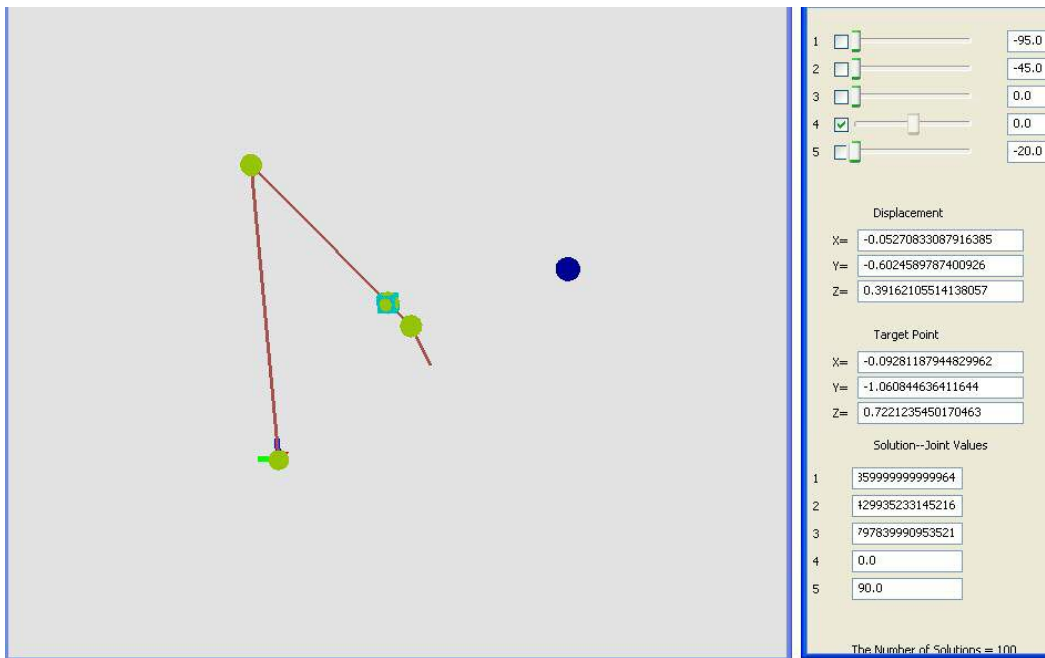 1 -95.0
2 -45.0
3 0.0
4 0.0
5 -20.0
Displacement
X= -0.05270833087916385
Y= -0.6024589787400926
Z= 0.39162105514138057
Target Point
X= -0.09281187944829962
Y= -1.060844636411644
Z= 0.7221235450170463
Solution--Joint Values
1 359999999999964
2 429935233145216
3 797839990953521
4 0.0
5 90.0
The Number of Solutions = 100